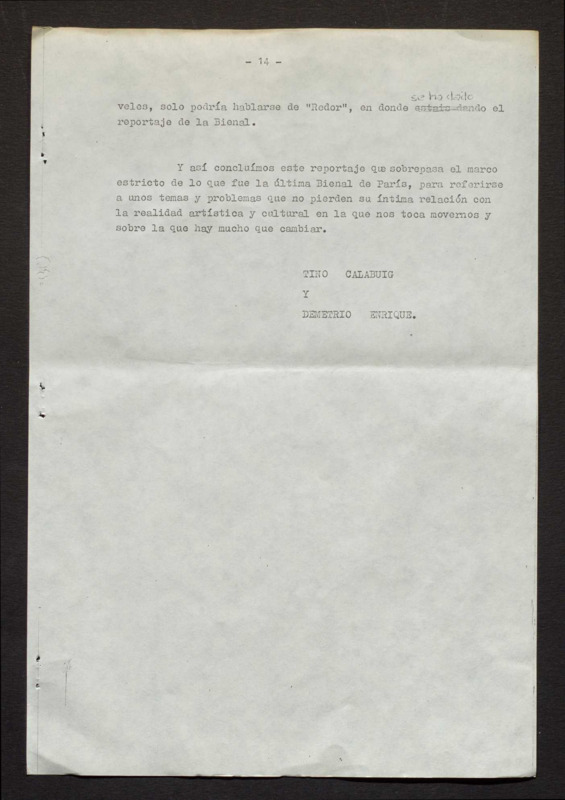 - 14 -
se ha dado
velos, solo podría hablarse de "Redor", en donde el
reportaje de la Bienal.
Y así concluímos este reportaje que sobrepasa el marco
estricto de lo que fue la última Bienal de París, para referirse
a unos temas y problemas que no pierden su íntima relación con
la realidad artística y cultural en la que nos toca movernos y
sobre la que hay mucho que cambiar.
TINO CALABUIG
Y
DEMETRIO ENRIQUE.